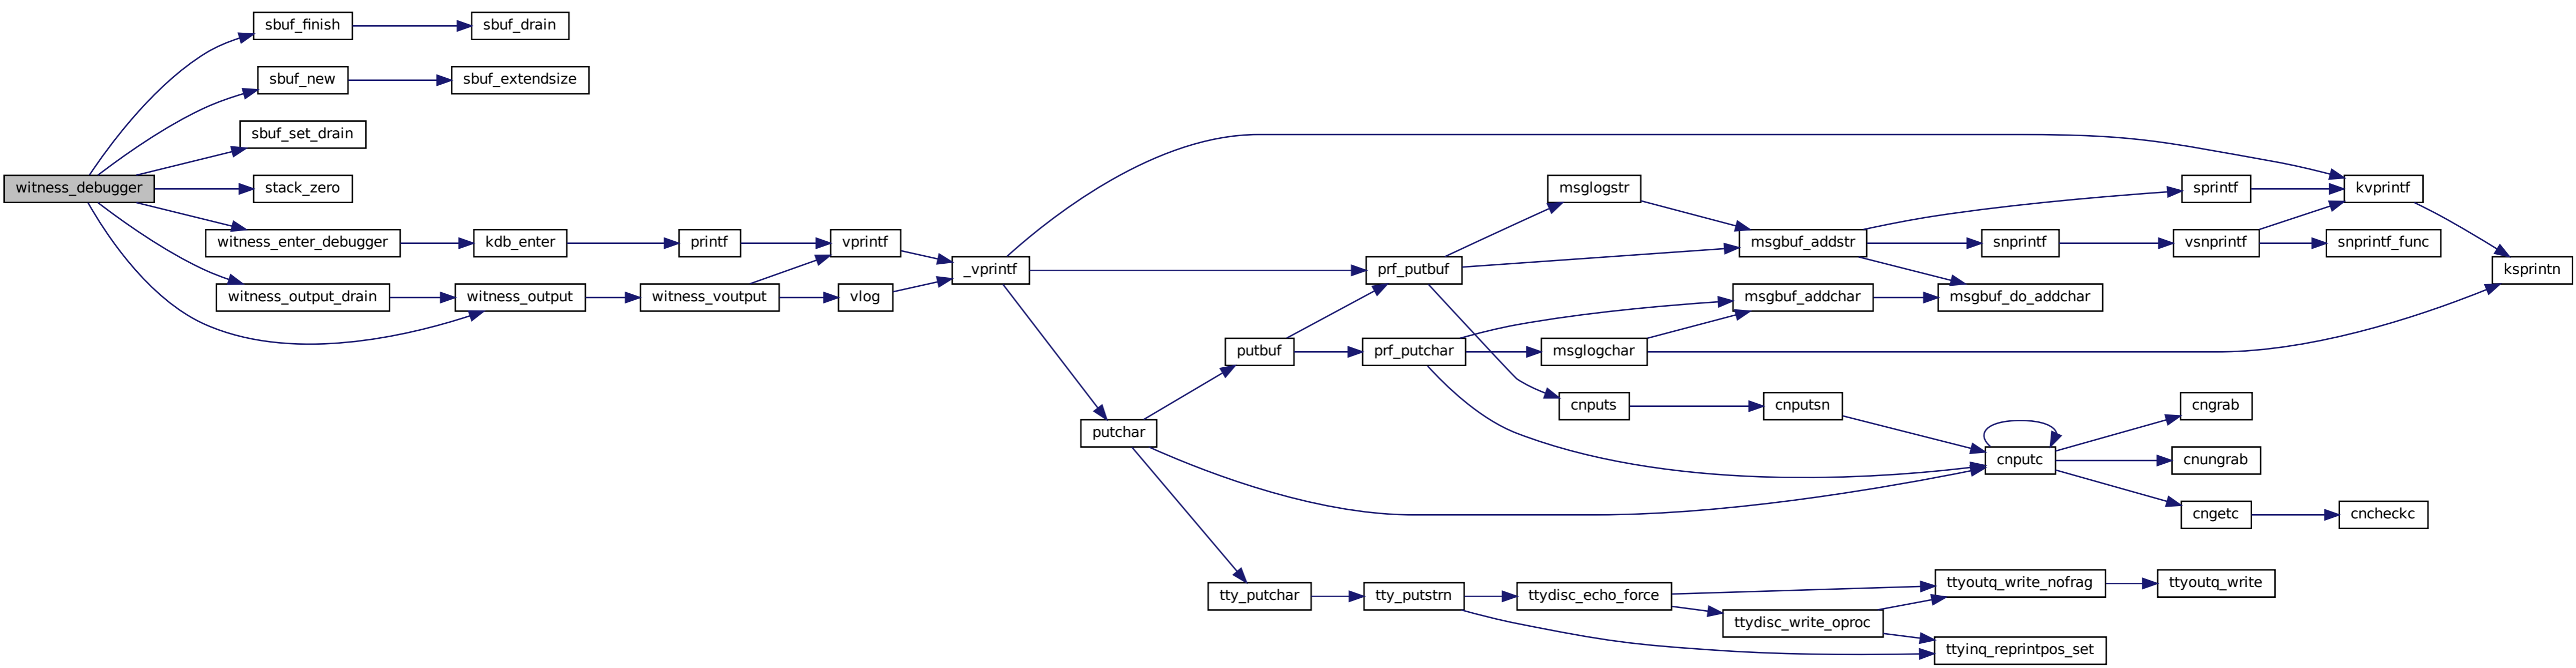 sbuf_finish
sbuf_drain
sbuf_new
sbuf_extendsize
sbuf_set_drain
witness_debugger
stack_zero
msglogstr
sprintf
kvprintf
witness_enter_debugger
kdb_enter
printf
vprintf
msgbuf_addstr
snprintf
vsnprintf
snprintf_func
_vprintf
prf_putbuf
ksprintn
witness_output_drain
witness_output
witness_voutput
vlog
msgbuf_addchar
msgbuf_do_addchar
putbuf
prf_putchar
msglogchar
cnputs
cnputsn
cngrab
putchar
cnputc
cnungrab
cngetc
cncheckc
tty_putchar
tty_putstrn
ttydisc_echo_force
ttyoutq_write_nofrag
ttyoutq_write
ttydisc_write_oproc
ttyinq_reprintpos_set